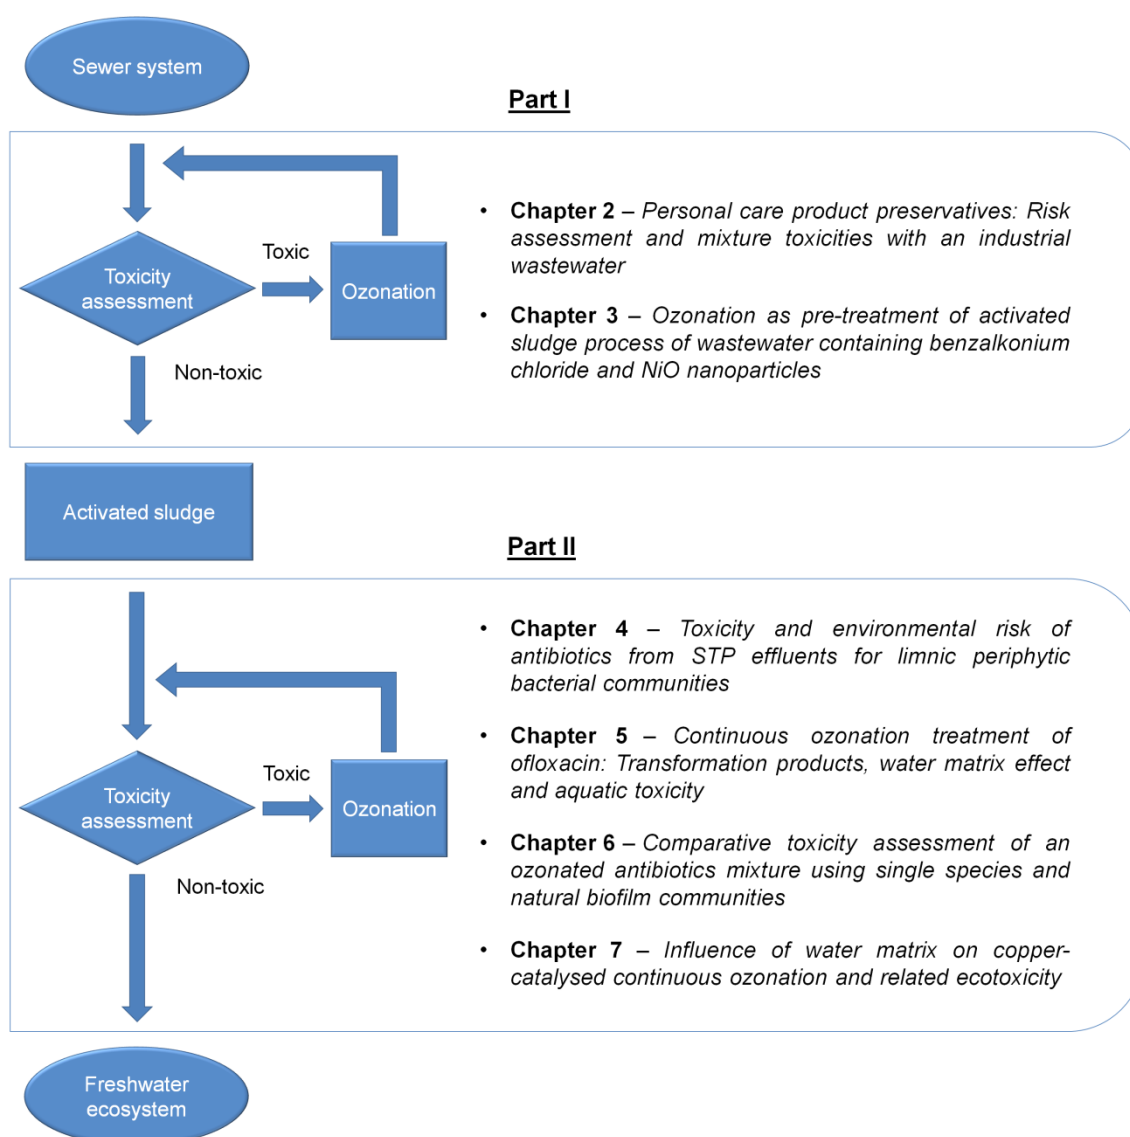 Sewer system
Part I
• Chapter 2 – Personal care product preservatives: Risk
assessment and mixture toxicities with an industrial
wastewater
• Chapter 3 – Ozonation as pre-treatment of activated
sludge process of wastewater containing benzalkonium
chloride and NiO nanoparticles
Toxicity
assessment
Toxic
Ozonation
Non-toxic
Activated sludge
Part II
• Chapter 4 – Toxicity and environmental risk of
antibiotics from STP effluents for limnic periphytic
bacterial communities
• Chapter 5 – Continuous ozonation treatment of
ofloxacin: Transformation products, water matrix effect
and aquatic toxicity
• Chapter 6 – Comparative toxicity assessment of an
ozonated antibiotics mixture using single species and
natural biofilm communities
• Chapter 7 – Influence of water matrix on copper-
catalysed continuous ozonation and related ecotoxicity
Toxicity
assessment
Toxic
Ozonation
Non-toxic
Freshwater
ecosystem